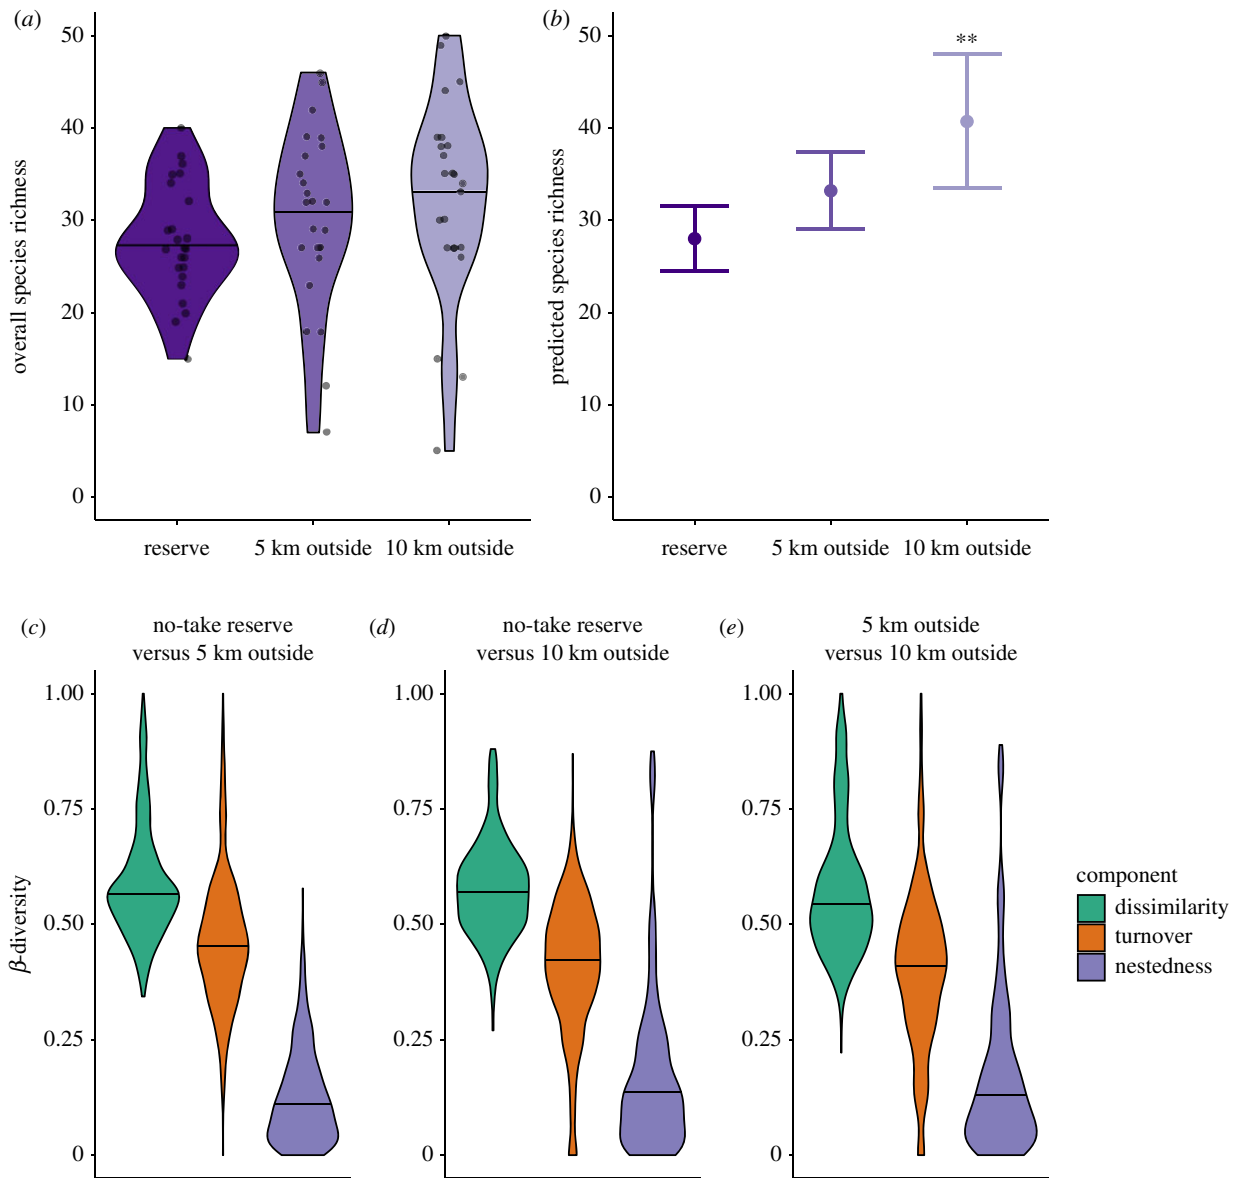 (a)
overall species richness
50
40
30
20
10
0
reserve
5 km outside
10 km outside
(b)
predicted species richness
50
40
30
20
10
0
**
reserve
5 km outside
10 km outside
(c)
no-take reserve
versus 5 km outside
β-diversity
1.00
0.75
0.50
0.25
0
(d)
no-take reserve
versus 10 km outside
1.00
0.75
0.50
0.25
0
(e)
5 km outside
versus 10 km outside
1.00
0.75
0.50
0.25
0
component
dissimilarity
turnover
nestedness